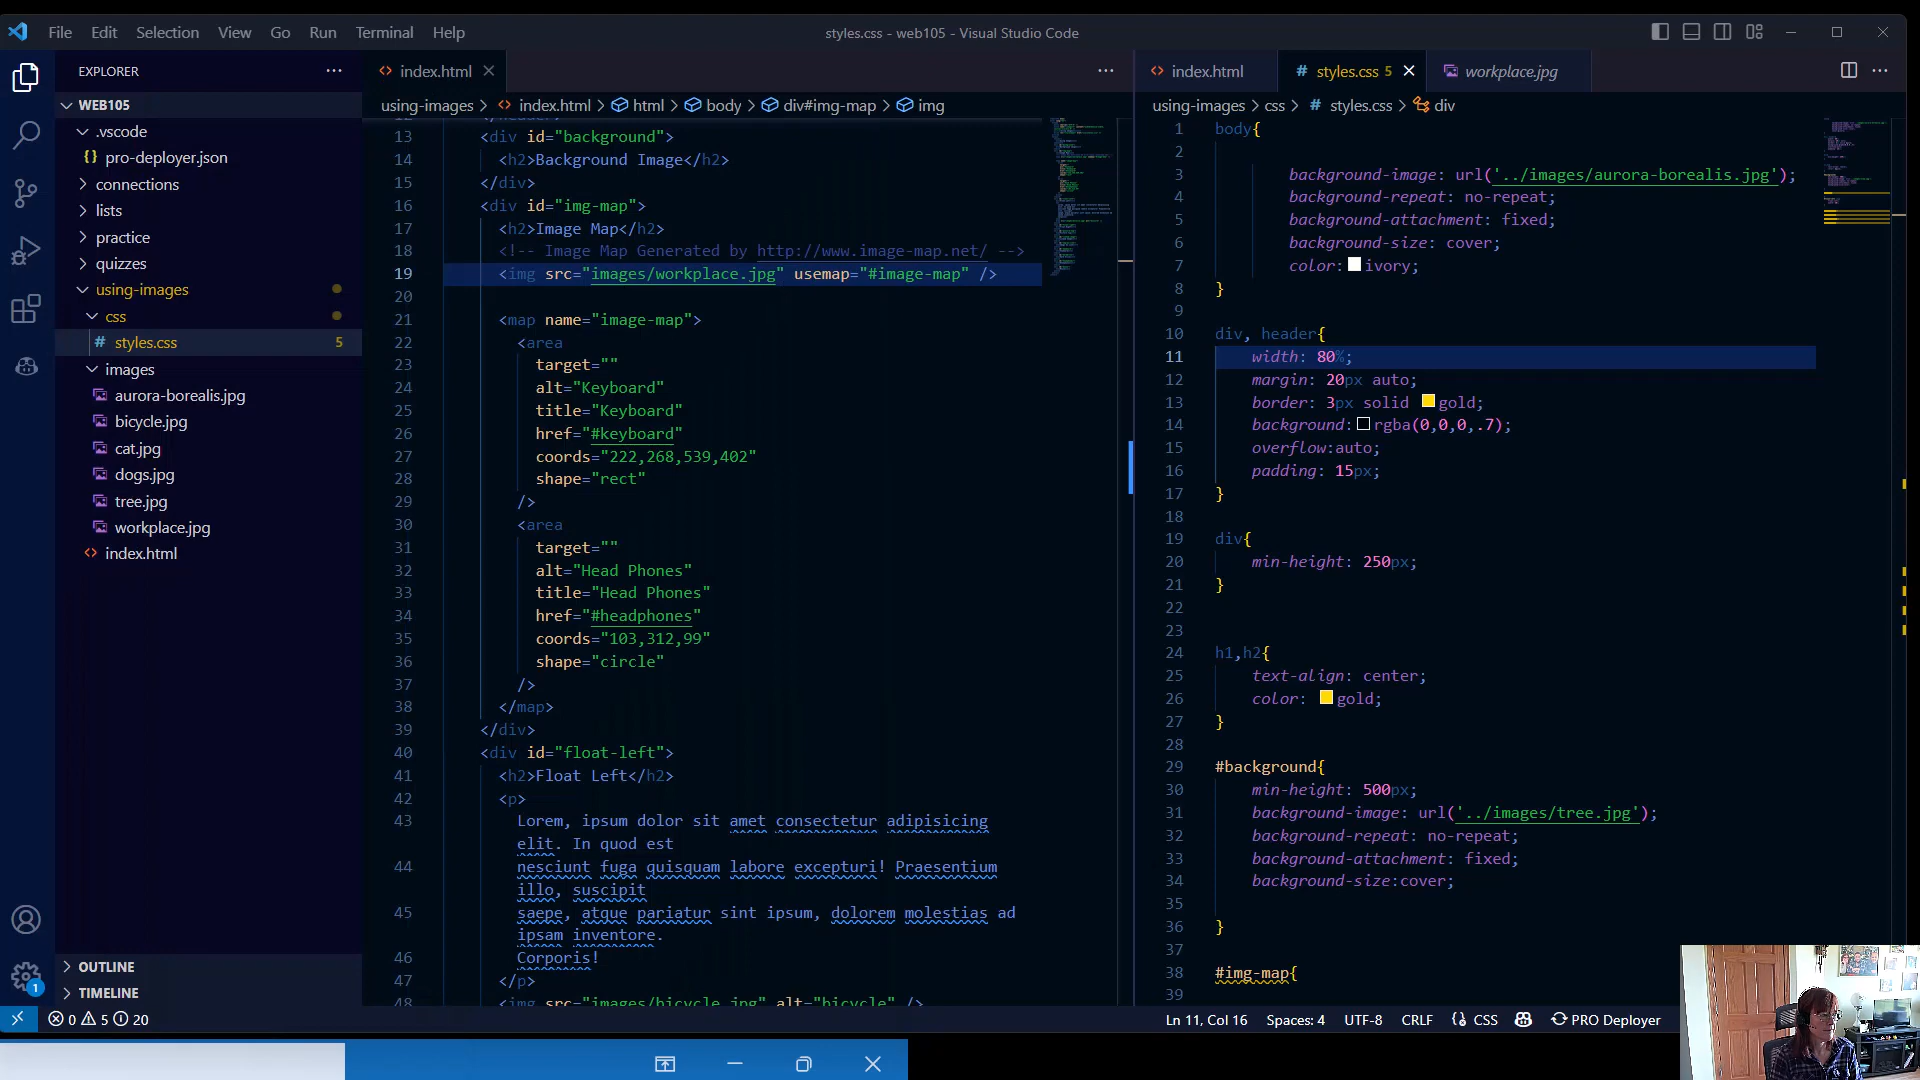 File Edit Selection View Go Run Terminal Help
styles.css - web105 - Visual Studio Code
EXPLORER
WEB105
.vscode
{} pro-deployer.json
connections
lists
practice
quizzes
using-images
css
# styles.css 5
images
aurora-borealis.jpg
bicycle.jpg
cat.jpg
dogs.jpg
tree.jpg
workplace.jpg
<> index.html
OUTLINE
TIMELINE
<> index.html
using-images > <> index.html > html > body > div#img-map > img
13 <div id="background">
14 <h2>Background Image</h2>
15 </div>
16 <div id="img-map">
17 <h2>Image Map</h2>
18 <!-- Image Map Generated by http://www.image-map.net/ -->
19 <img src="images/workplace.jpg" usemap="#image-map" />
20
21 <map name="image-map">
22 <area
23 target=""
24 alt="Keyboard"
25 title="Keyboard"
26 href="#keyboard"
27 coords="222,268,539,402"
28 shape="rect"
29 />
30 <area
31 target=""
32 alt="Head Phones"
33 title="Head Phones"
34 href="#headphones"
35 coords="103,312,99"
36 shape="circle"
37 />
38 </map>
39 </div>
40 <div id="float-left">
41 <h2>Float Left</h2>
42 <p>
43 Lorem, ipsum dolor sit amet consectetur adipisicing
elit. In quod est
44 nesciunt fuga quisquam labore excepturi! Praesentium
illo, suscipit
45 saepe, atque pariatur sint ipsum, dolorem molestias ad
ipsam inventore.
46 Corporis!
47 </p>
48 <img src="images/bicycle.jpg" alt="bicycle" />
<> index.html # styles.css 5 workplace.jpg
using-images > css > # styles.css > div
1 body{
2
3 background-image: url('../images/aurora-borealis.jpg');
4 background-repeat: no-repeat;
5 background-attachment: fixed;
6 background-size: cover;
7 color: ivory;
8 }
9
10 div, header{
11 width: 80%;
12 margin: 20px auto;
13 border: 3px solid gold;
14 background: rgba(0,0,0,.7);
15 overflow:auto;
16 padding: 15px;
17 }
18
19 div{
20 min-height: 250px;
21 }
22
23
24 h1,h2{
25 text-align: center;
26 color: gold;
27 }
28
29 #background{
30 min-height: 500px;
31 background-image: url('../images/tree.jpg');
32 background-repeat: no-repeat;
33 background-attachment: fixed;
34 background-size:cover;
35
36 }
37
38 #img-map{
39
1
0 5 20
Ln 11, Col 16 Spaces: 4 UTF-8 CRLF {} CSS PRO Deployer